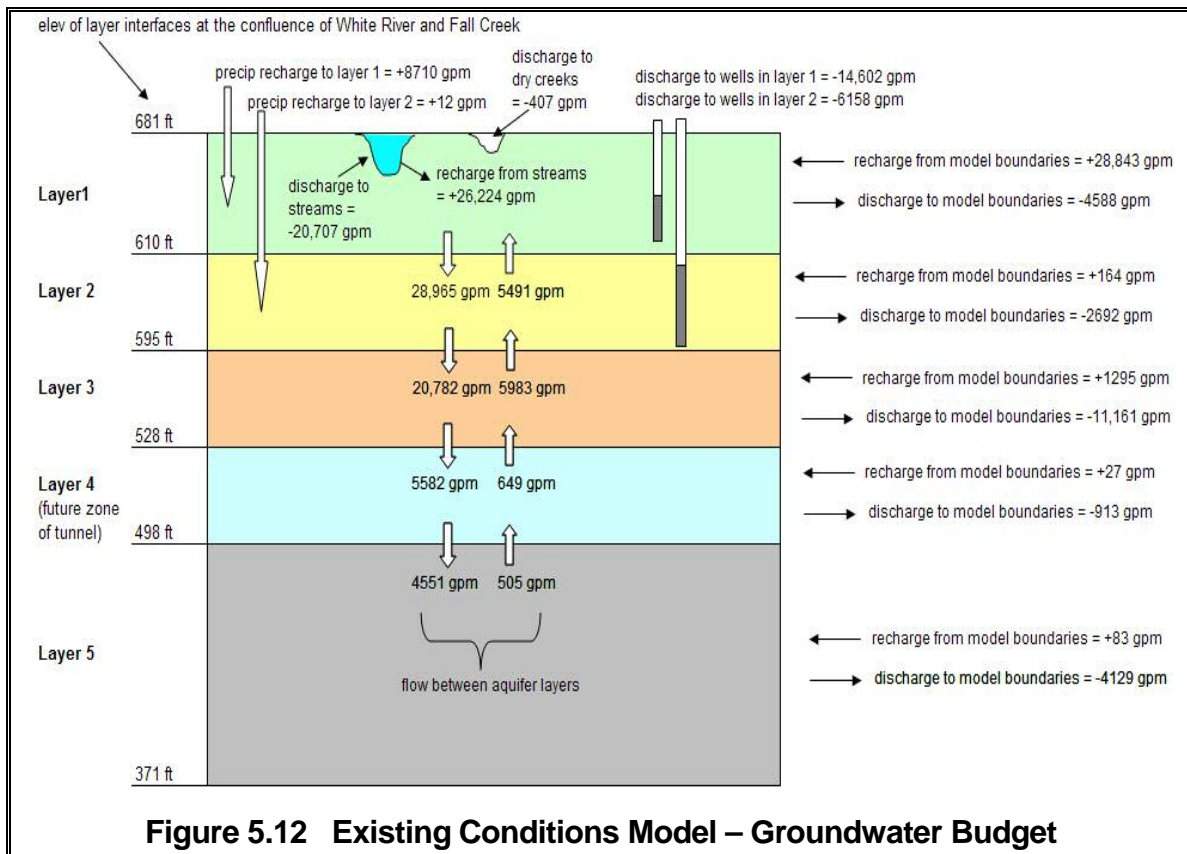 elev of layer interfaces at the confluence of White River and Fall Creek
precip recharge to layer 1 = +8710 gpm
precip recharge to layer 2 = +12 gpm
discharge to
dry creeks
= -407 gpm
discharge to wells in layer 1 = -14,602 gpm
discharge to wells in layer 2 = -6158 gpm
681 ft
Layer1
discharge to
streams =
-20,707 gpm
recharge from streams
= +26,224 gpm
recharge from model boundaries = +28,843 gpm
discharge to model boundaries = -4588 gpm
610 ft
Layer 2
28,965 gpm 5491 gpm
recharge from model boundaries = +164 gpm
discharge to model boundaries = -2692 gpm
595 ft
Layer 3
20,782 gpm 5983 gpm
recharge from model boundaries = +1295 gpm
discharge to model boundaries = -11,161 gpm
528 ft
Layer 4
(future zone
of tunnel)
5582 gpm 649 gpm
recharge from model boundaries = +27 gpm
discharge to model boundaries = -913 gpm
498 ft
4551 gpm 505 gpm
Layer 5
flow between aquifer layers
recharge from model boundaries = +83 gpm
discharge to model boundaries = -4129 gpm
371 ft
Figure 5.12 Existing Conditions Model – Groundwater Budget